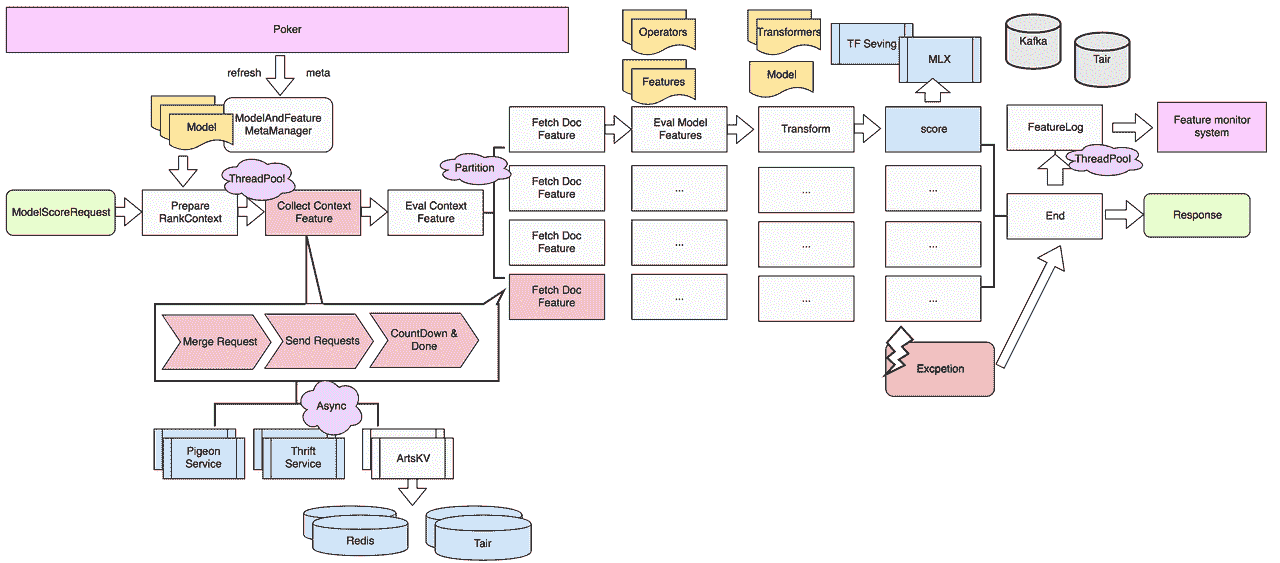 Poker
refresh
meta
Model
ModelAndFeature
MetaManager
ModelScoreRequest
Prepare
RankContext
ThreadPool
Collect Context
Feature
Eval Context
Feature
Partition
Fetch Doc
Feature
Fetch Doc
Feature
Fetch Doc
Feature
Fetch Doc
Feature
Operators
Features
Eval Model
Features
...
...
...
Transformers
Model
Transform
...
...
...
TF Seving
MLX
score
...
...
...
Excpetion
Kafka
Tair
FeatureLog
ThreadPool
Feature monitor
system
End
Response
Merge Request
Send Requests
CountDown &
Done
Async
Pigeon
Service
Thrift
Service
ArtsKV
Redis
Tair